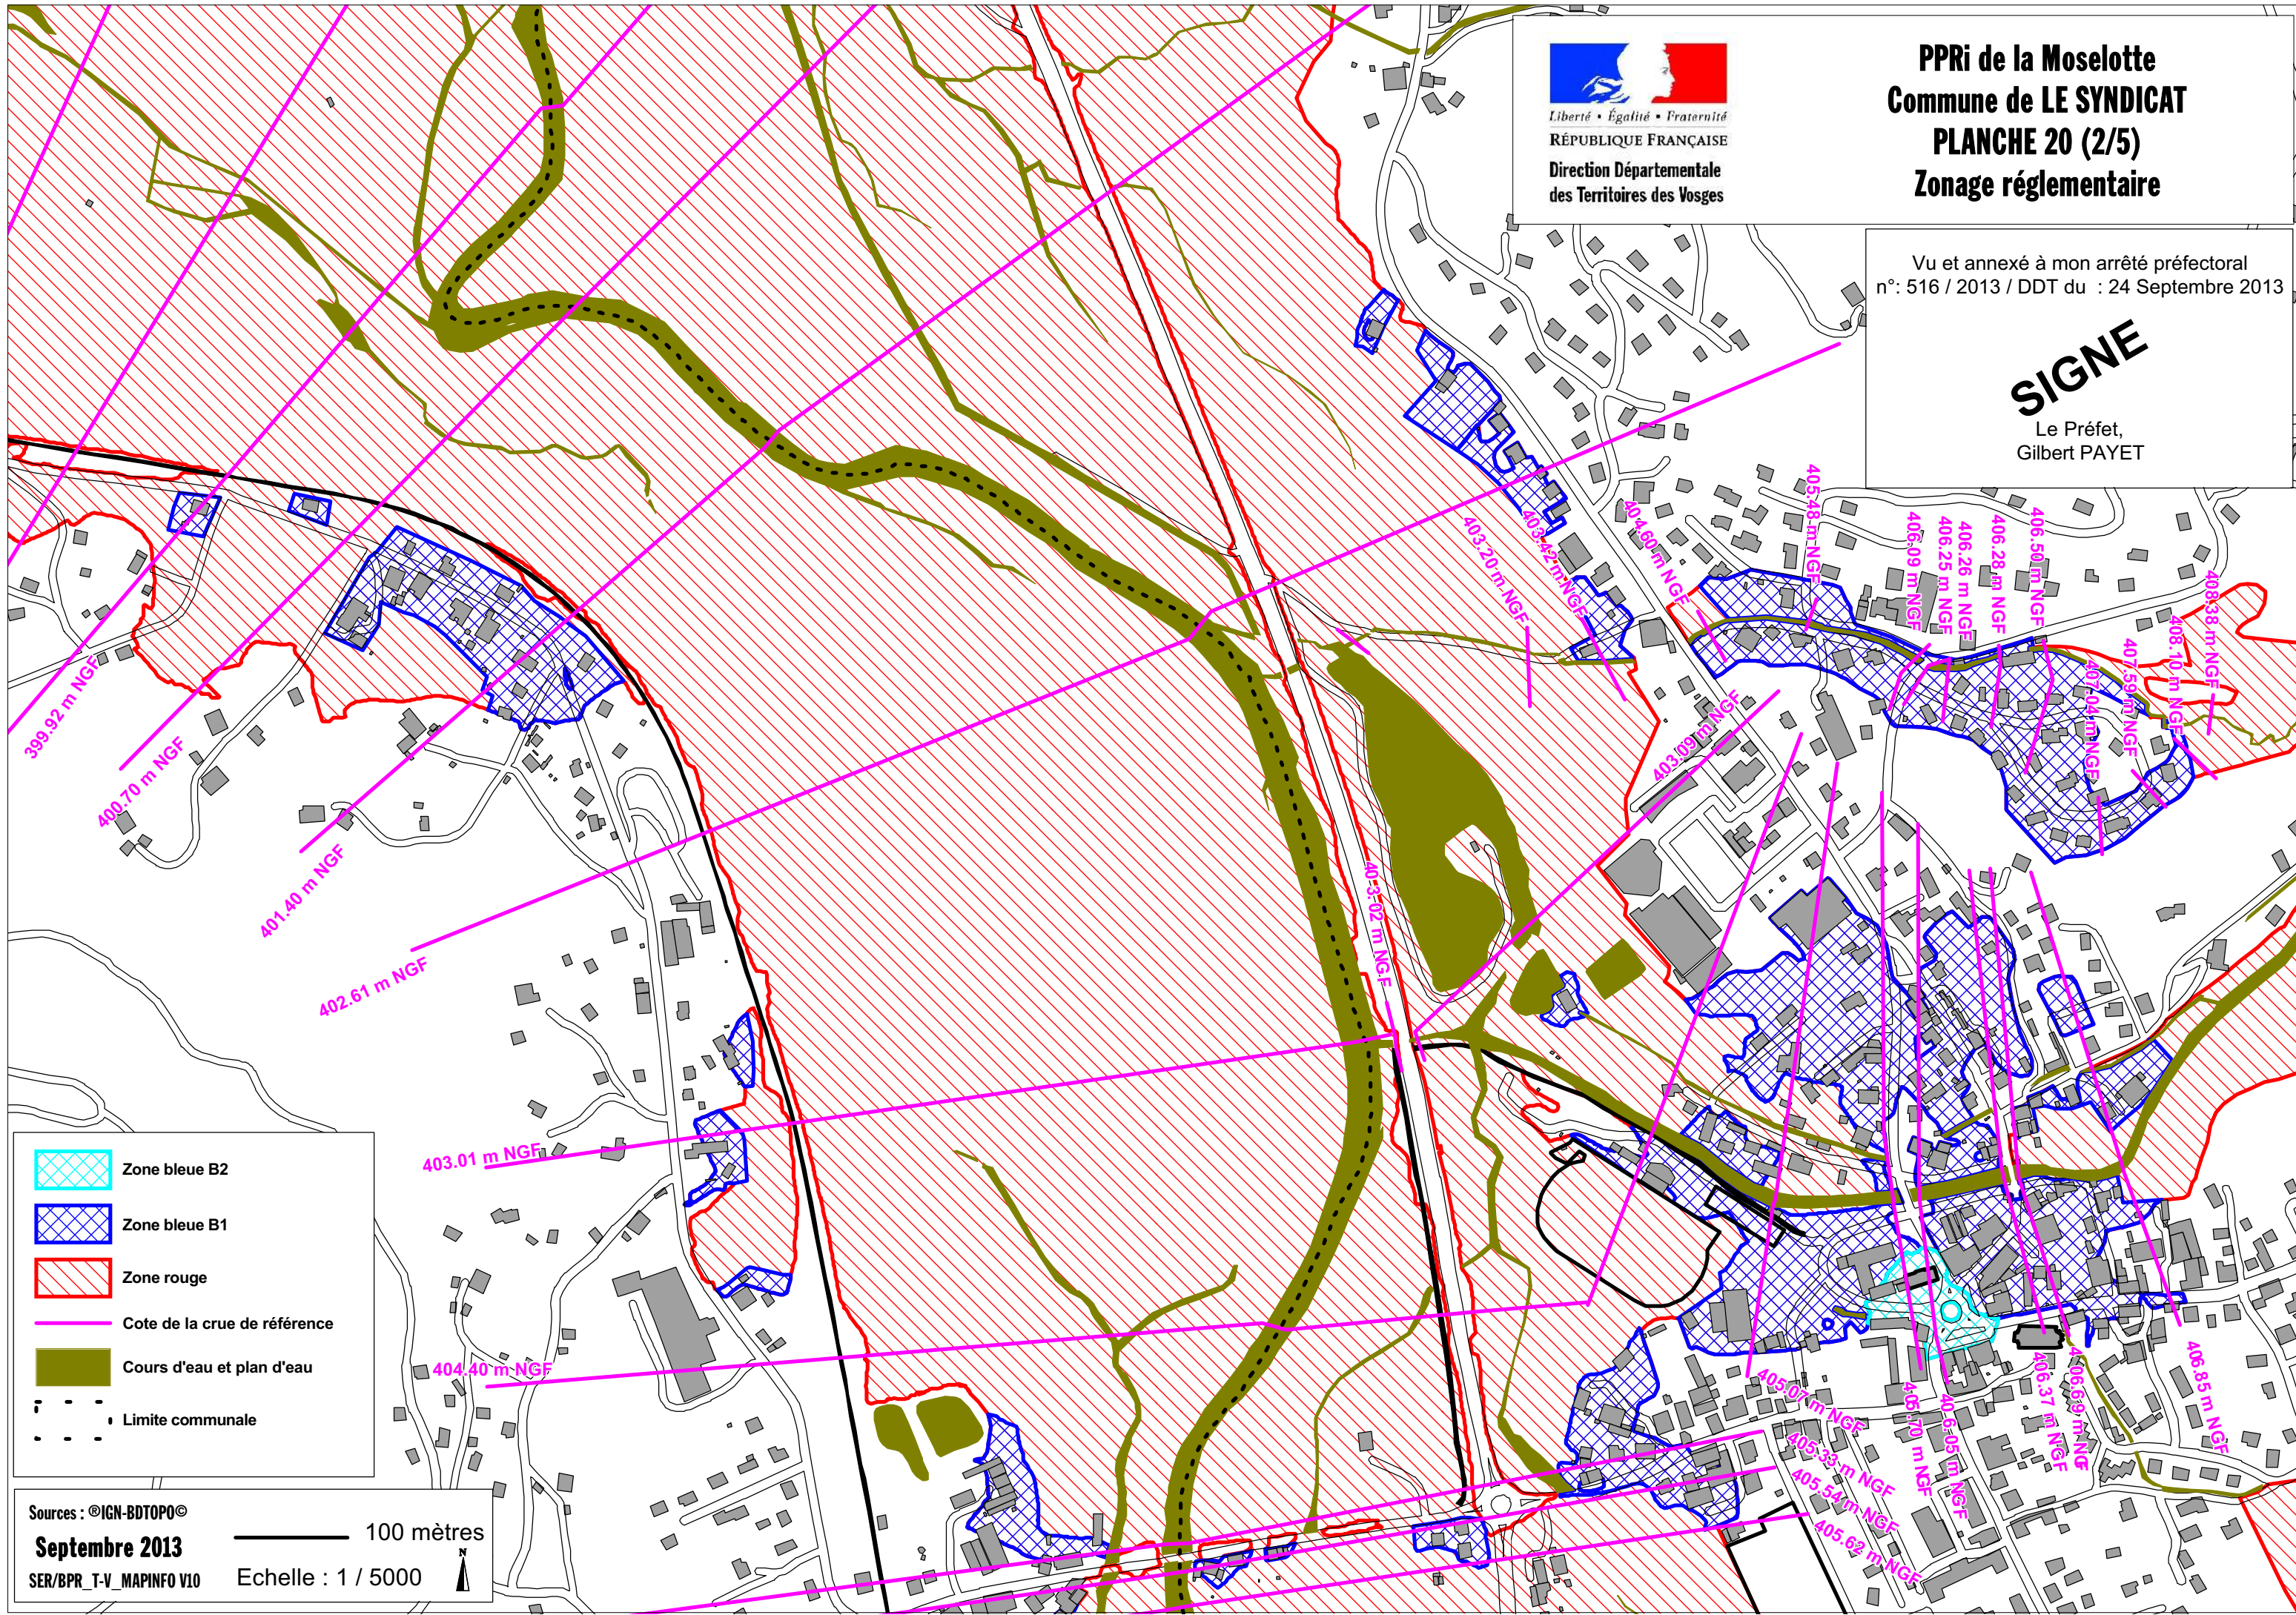 Liberté • Égalité • Fraternité
RÉPUBLIQUE FRANÇAISE
Direction Départementale
des Territoires des Vosges
PPRi de la Moselotte
Commune de LE SYNDICAT
PLANCHE 20 (2/5)
Zonage réglementaire
Vu et annexé à mon arrêté préfectoral
n°: 516 / 2013 / DDT du : 24 Septembre 2013
SIGNE
Le Préfet,
Gilbert PAYET
403.20 m NGF
403.42 m NGF
404.60 m NGF
405.48 m NGF
406.09 m NGF
406.25 m NGF
406.26 m NGF
406.28 m NGF
406.50 m NGF
407.04 m NGF
407.59 m NGF
408.10 m NGF
408.38 m NGF
399.92 m NGF
400.70 m NGF
401.40 m NGF
402.61 m NGF
403.09 m NGF
403.02 m NGF
403.01 m NGF
404.40 m NGF
405.07 m NGF
405.33 m NGF
405.54 m NGF
405.62 m NGF
405.70 m NGF
406.05 m NGF
406.37 m NGF
406.69 m NGF
406.85 m NGF
Zone bleue B2
Zone bleue B1
Zone rouge
Cote de la crue de référence
Cours d'eau et plan d'eau
Limite communale
Sources : ®IGN-BDTOPO©
Septembre 2013
SER/BPR_T-V_MAPINFO V10
100 mètres
Echelle : 1 / 5000
N